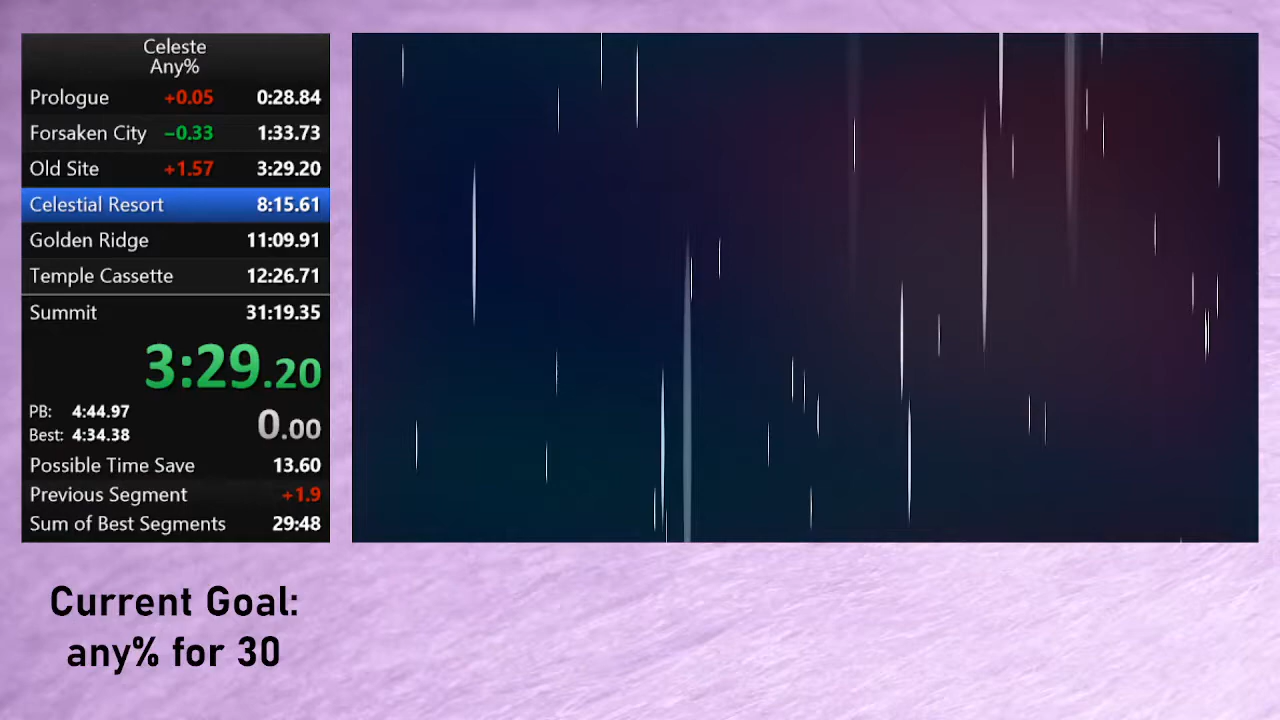 Celeste
Any%
Prologue +0.05 0:28.84
Forsaken City −0.33 1:33.73
Old Site +1.57 3:29.20
Celestial Resort 8:15.61
Golden Ridge 11:09.91
Temple Cassette 12:26.71
Summit 31:19.35
3:29.20
PB: 4:44.97
Best: 4:34.38
0.00
Possible Time Save 13.60
Previous Segment +1.9
Sum of Best Segments 29:48
Current Goal:
any% for 30